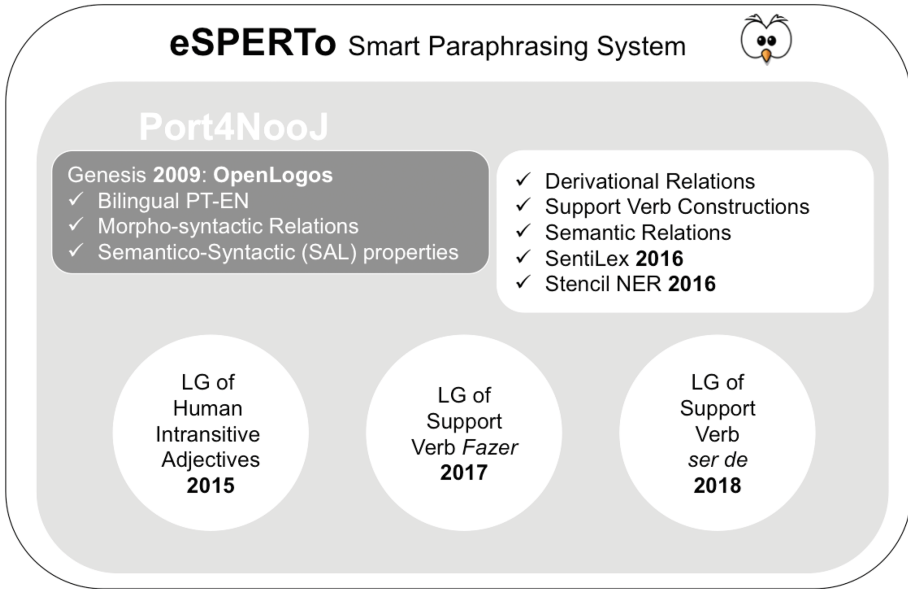 eSPERTo Smart Paraphrasing System
Port4NooJ
Genesis 2009: OpenLogos
✓ Bilingual PT-EN
✓ Morpho-syntactic Relations
✓ Semantico-Syntactic (SAL) properties
✓ Derivational Relations
✓ Support Verb Constructions
✓ Semantic Relations
✓ SentiLex 2016
✓ Stencil NER 2016
LG of
Human
Intransitive
Adjectives
2015
LG of
Support
Verb Fazer
2017
LG of
Support
Verb
ser de
2018